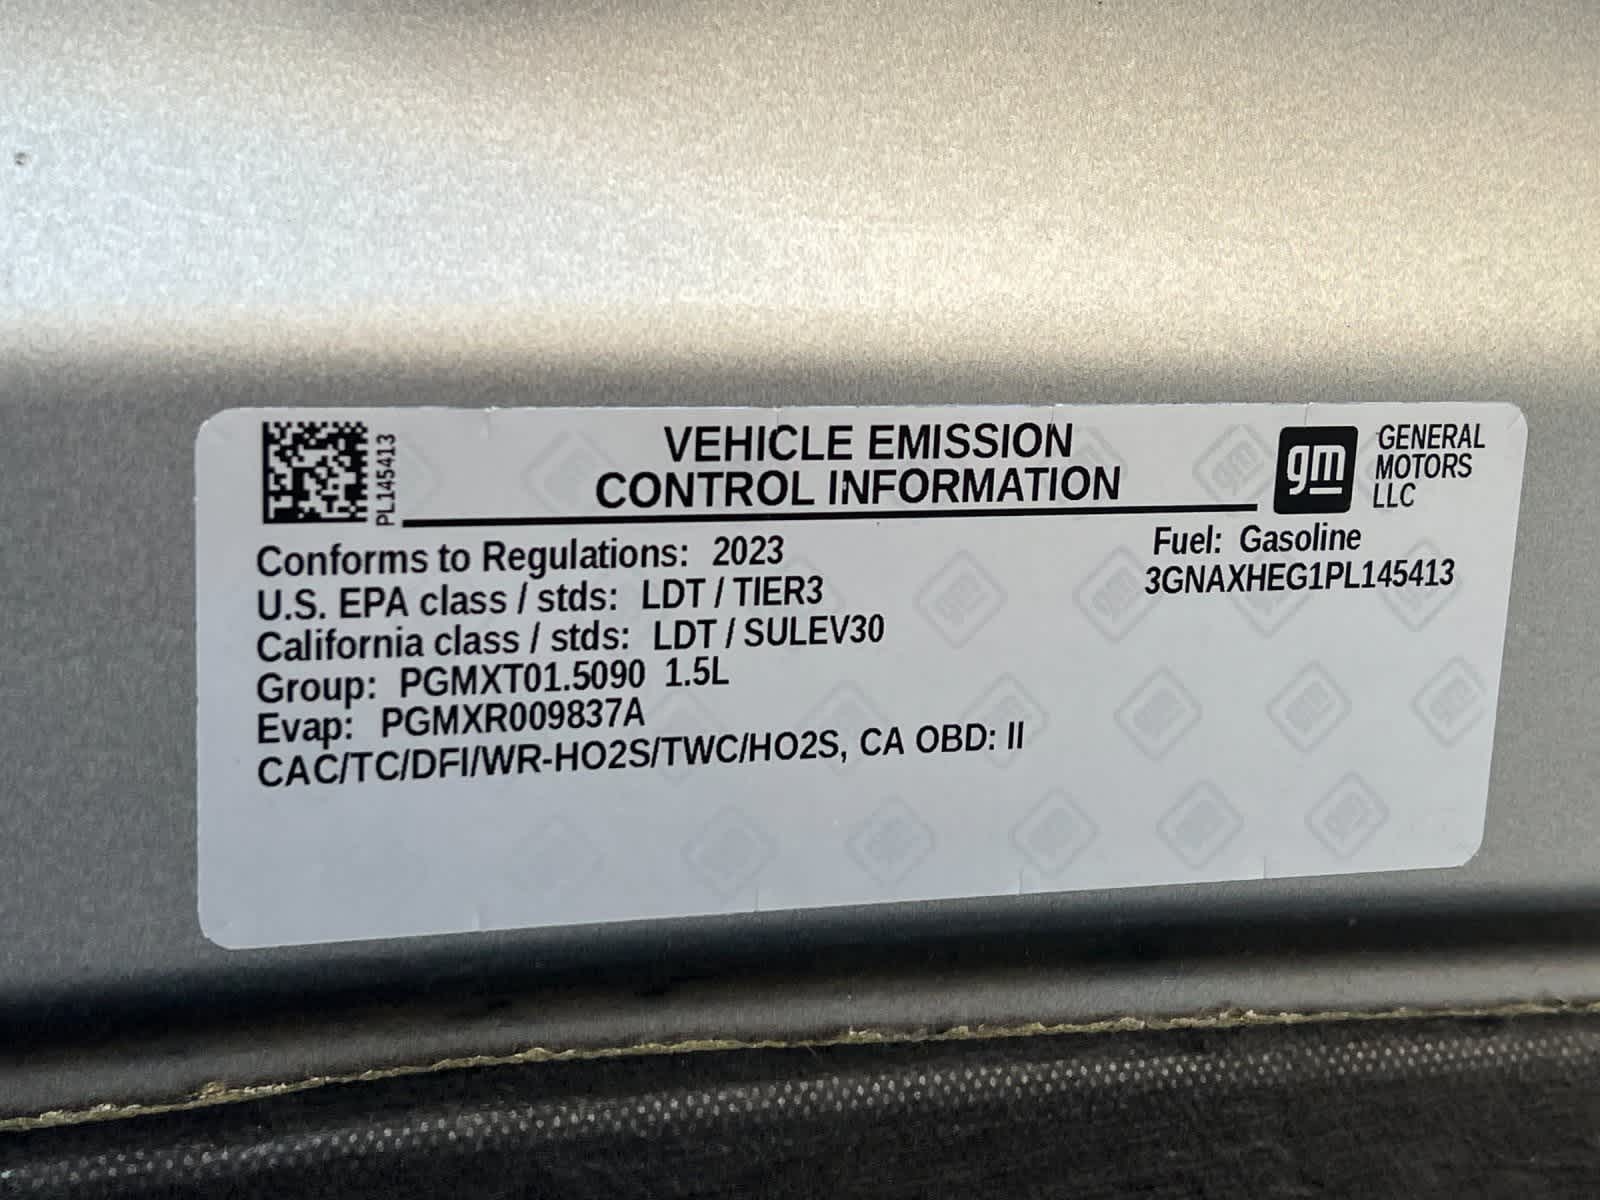 PL145413
VEHICLE EMISSION
CONTROL INFORMATION
gm
GENERAL
MOTORS
LLC
Conforms to Regulations: 2023
Fuel: Gasoline
U.S. EPA class / stds: LDT / TIER3
3GNAXHEG1PL145413
California class / stds: LDT / SULEV30
Group: PGMXT01.5090 1.5L
Evap: PGMXR009837A
CAC/TC/DFI/WR-HO2S/TWC/HO2S, CA OBD: II